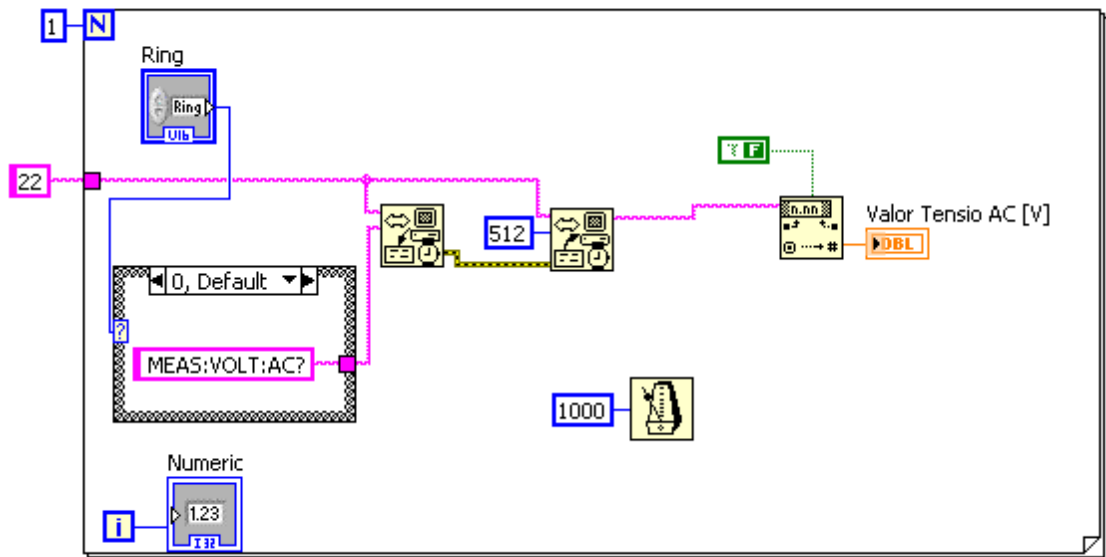 1
N
Ring
Ring
U16
22
F
n.nn
Valor Tensio AC [V]
DBL
512
0, Default
?
MEAS:VOLT:AC?
1000
Numeric
1.23
I32
i